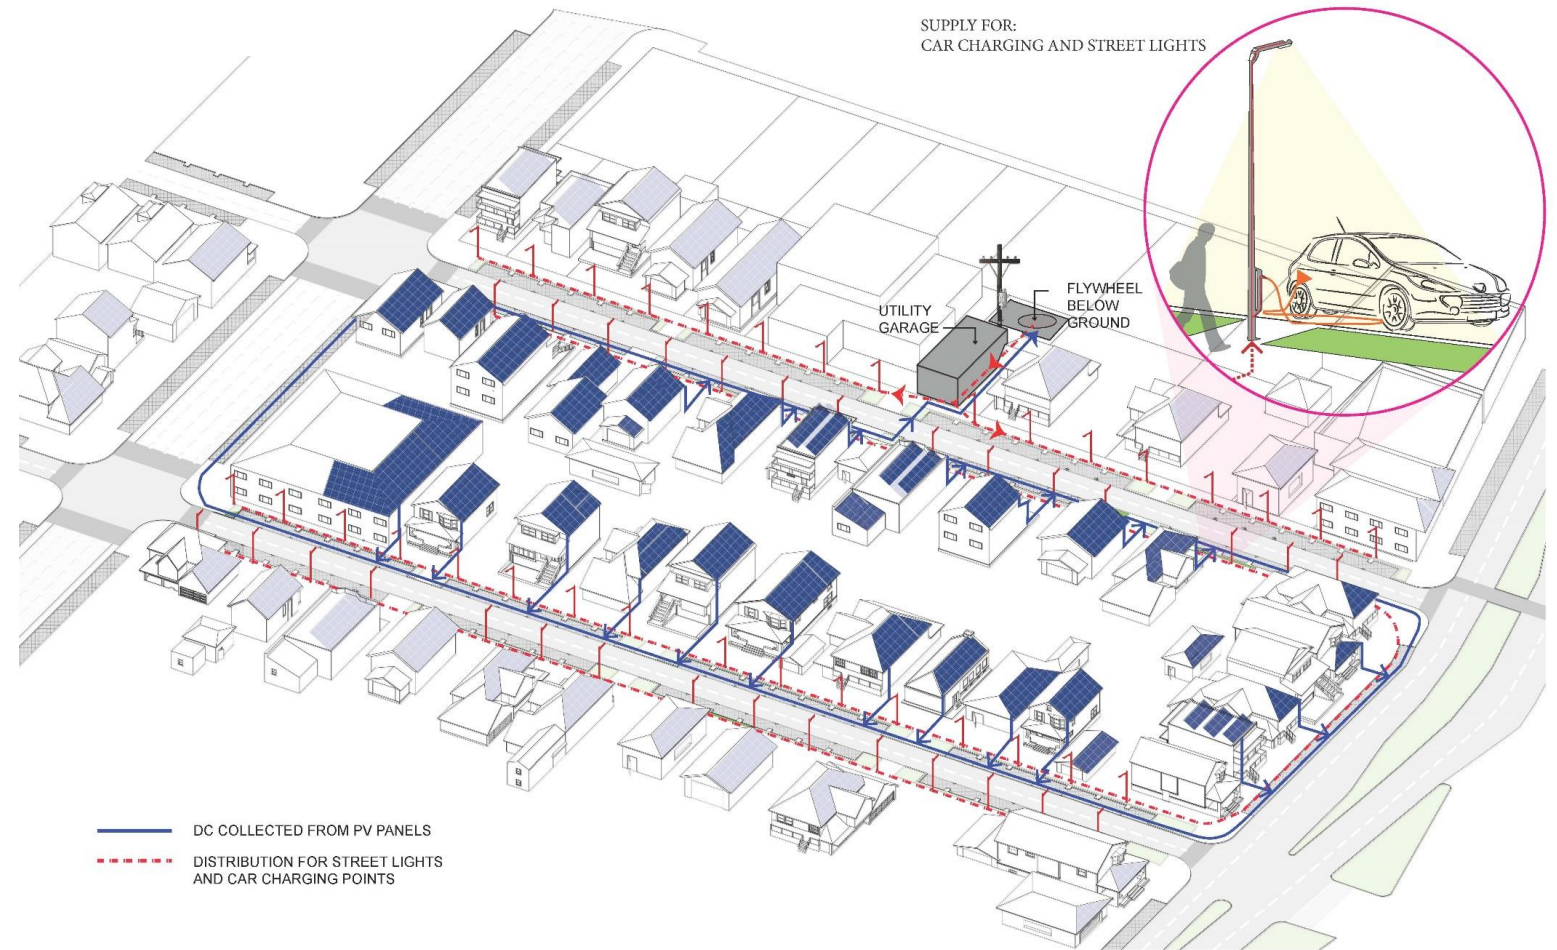 SUPPLY FOR:
CAR CHARGING AND STREET LIGHTS
FLYWHEEL
BELOW
GROUND
UTILITY
GARAGE
DC COLLECTED FROM PV PANELS
DISTRIBUTION FOR STREET LIGHTS
AND CAR CHARGING POINTS